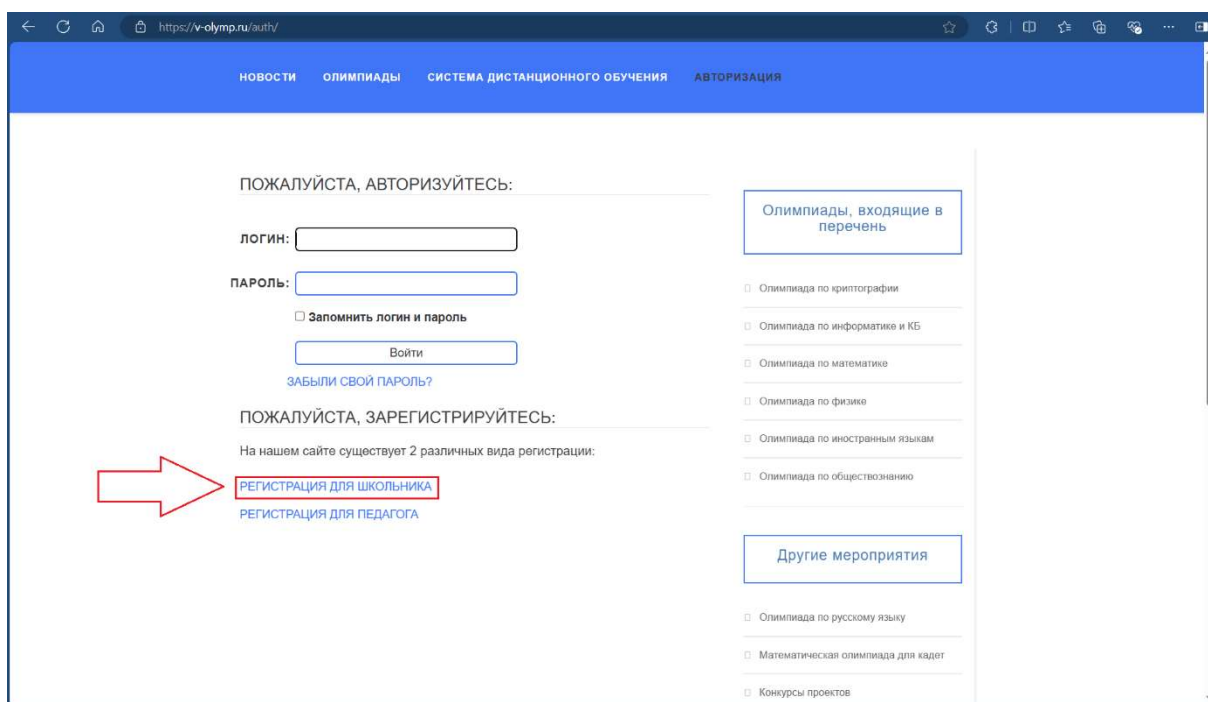 https://v-olymp.ru/auth/
НОВОСТИ ОЛИМПИАДЫ СИСТЕМА ДИСТАНЦИОННОГО ОБУЧЕНИЯ АВТОРИЗАЦИЯ
ПОЖАЛУЙСТА, АВТОРИЗУЙТЕСЬ:
ЛОГИН:
ПАРОЛЬ:
Запомнить логин и пароль
Войти
ЗАБЫЛИ СВОЙ ПАРОЛЬ?
ПОЖАЛУЙСТА, ЗАРЕГИСТРИРУЙТЕСЬ:
На нашем сайте существует 2 различных вида регистрации:
РЕГИСТРАЦИЯ ДЛЯ ШКОЛЬНИКА
РЕГИСТРАЦИЯ ДЛЯ ПЕДАГОГА
Олимпиады, входящие в
перечень
Олимпиада по криптографии
Олимпиада по информатике и КБ
Олимпиада по математике
Олимпиада по физике
Олимпиада по иностранным языкам
Олимпиада по обществознанию
Другие мероприятия
Олимпиада по русскому языку
Математическая олимпиада для кадет
Конкурсы проектов